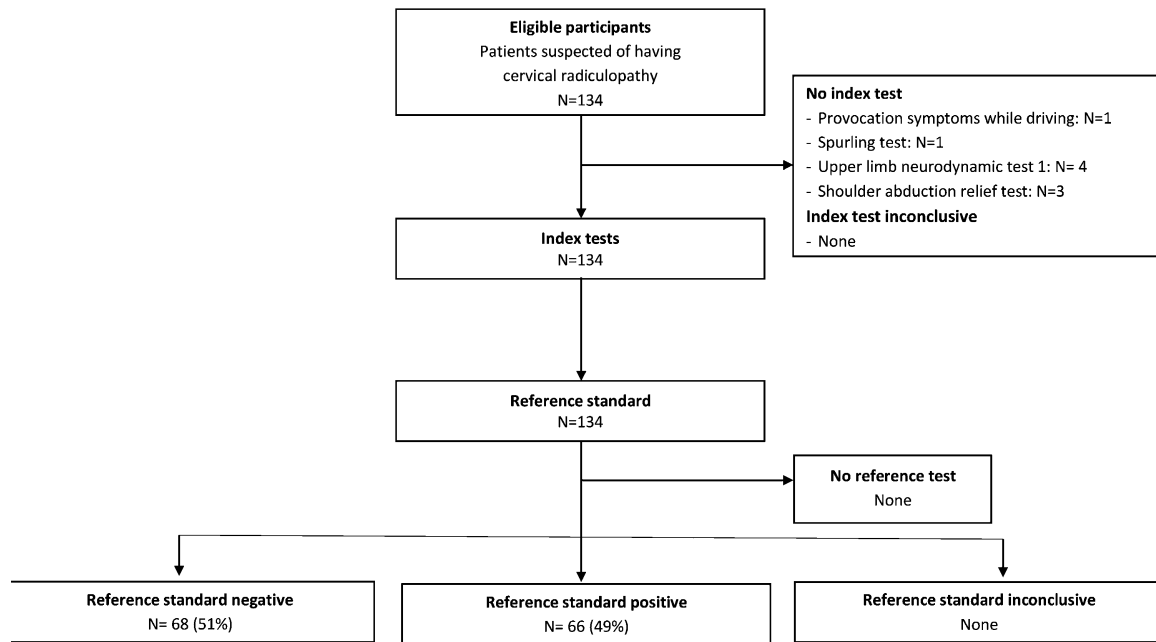 Eligible participants
Patients suspected of having
cervical radiculopathy
N=134
No index test
- Provocation symptoms while driving: N=1
- Spurling test: N=1
- Upper limb neurodynamic test 1: N= 4
- Shoulder abduction relief test: N=3
Index test inconclusive
- None
Index tests
N=134
Reference standard
N=134
No reference test
None
Reference standard negative
N= 68 (51%)
Reference standard positive
N= 66 (49%)
Reference standard inconclusive
None